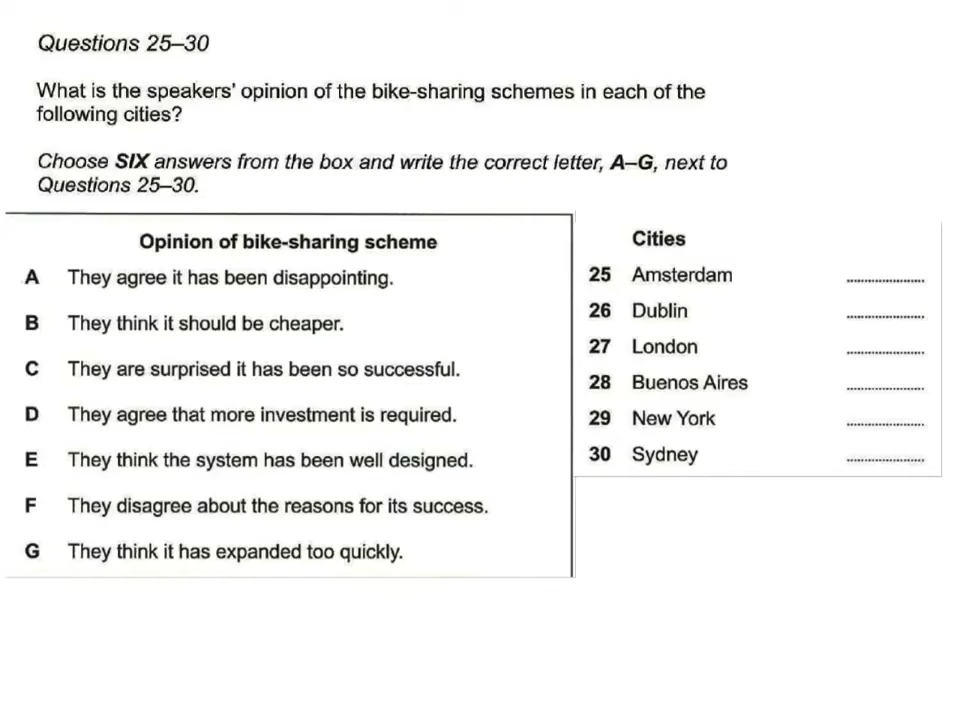 Questions 25–30
What is the speakers' opinion of the bike-sharing schemes in each of the
following cities?
Choose SIX answers from the box and write the correct letter, A–G, next to
Questions 25–30.
Opinion of bike-sharing scheme
A They agree it has been disappointing.
B They think it should be cheaper.
C They are surprised it has been so successful.
D They agree that more investment is required.
E They think the system has been well designed.
F They disagree about the reasons for its success.
G They think it has expanded too quickly.
Cities
25 Amsterdam ........................
26 Dublin ........................
27 London ........................
28 Buenos Aires ........................
29 New York ........................
30 Sydney ........................